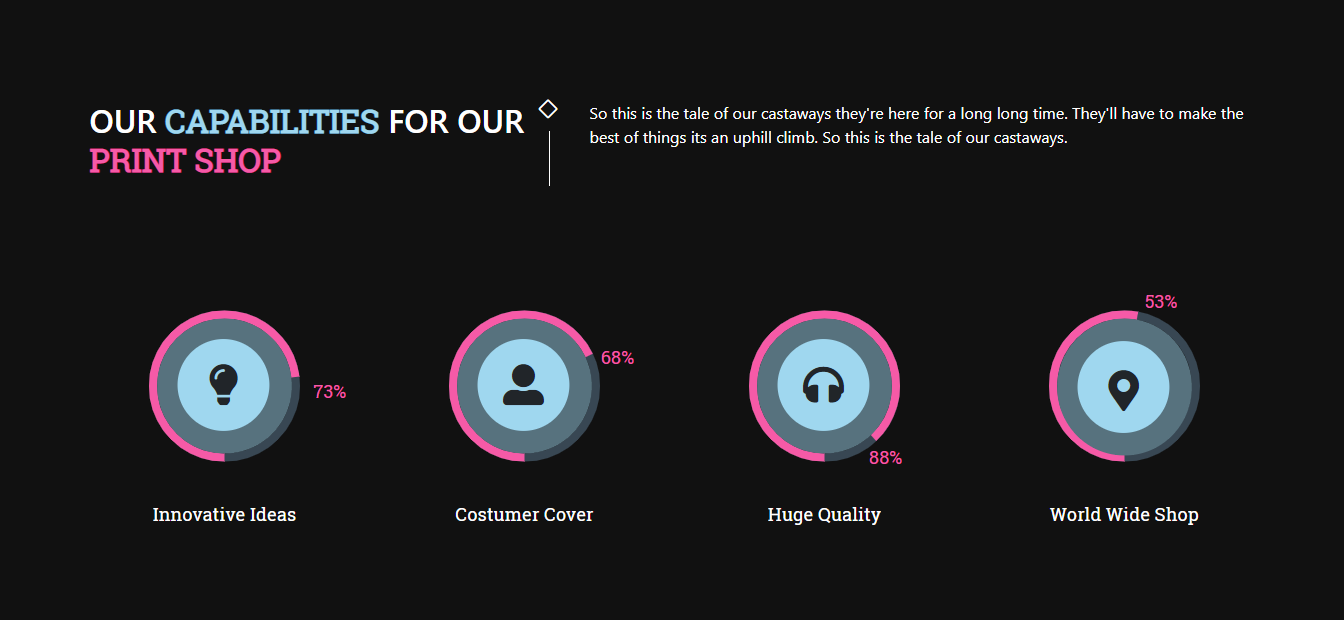 OUR CAPABILITIES FOR OUR
PRINT SHOP
So this is the tale of our castaways they're here for a long long time. They'll have to make the
best of things its an uphill climb. So this is the tale of our castaways.
73%
68%
88%
53%
Innovative Ideas
Costumer Cover
Huge Quality
World Wide Shop